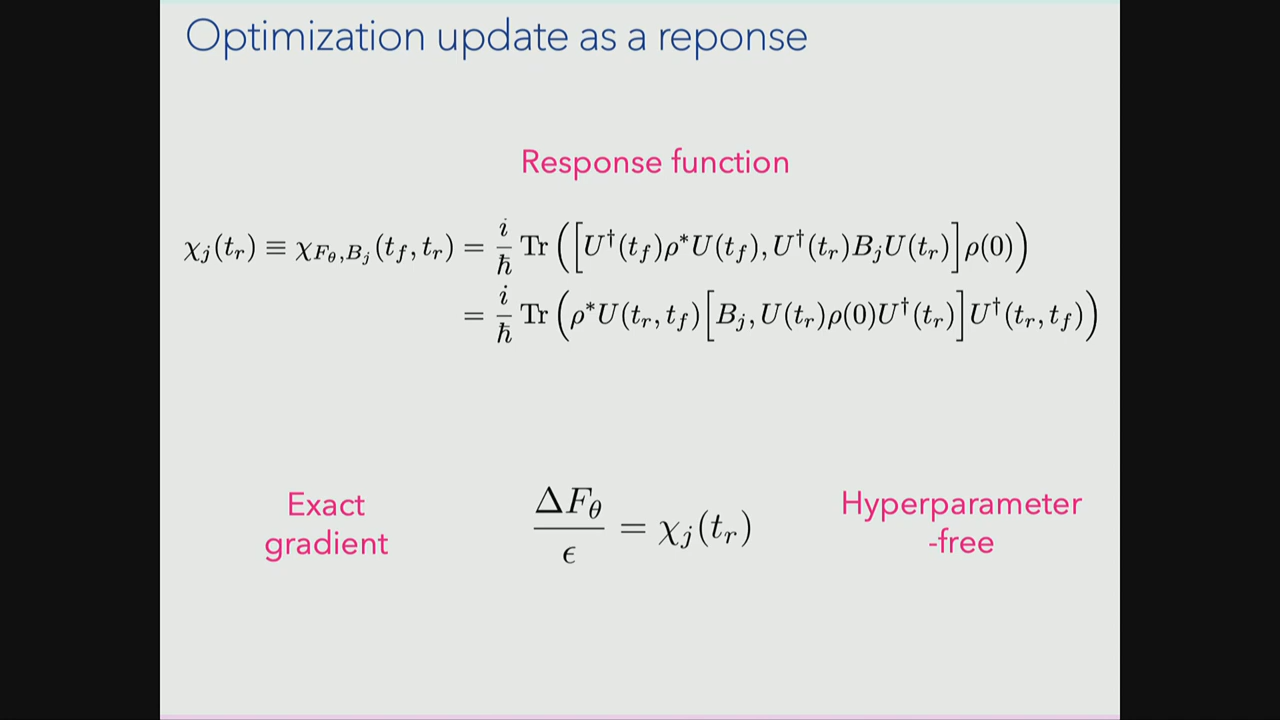 Optimization update as a reponse
Response function
χ_j(t_r) ≡ χ_{F_θ,B_j}(t_f, t_r) = i/ħ Tr([U†(t_f)ρ*U(t_f), U†(t_r)B_jU(t_r)]ρ(0))
= i/ħ Tr(ρ*U(t_r, t_f)[B_j, U(t_r)ρ(0)U†(t_r)]U†(t_r, t_f))
Exact
gradient
ΔF_θ/ϵ = χ_j(t_r)
Hyperparameter
-free